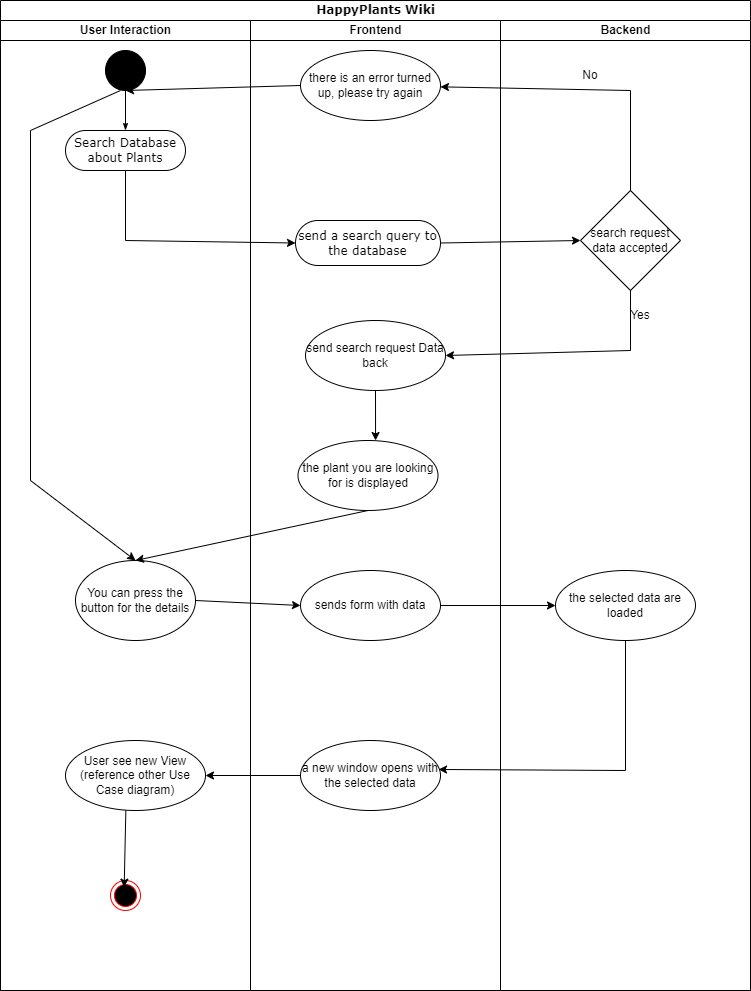 HappyPlants Wiki
User Interaction
Frontend
Backend
there is an error turned
up, please try again
No
Search Database
about Plants
send a search query to
the database
search request
data accepted
Yes
send search request Data
back
the plant you are looking
for is displayed
You can press the
button for the details
sends form with data
the selected data are
loaded
User see new View
(reference other Use
Case diagram)
a new window opens with
the selected data